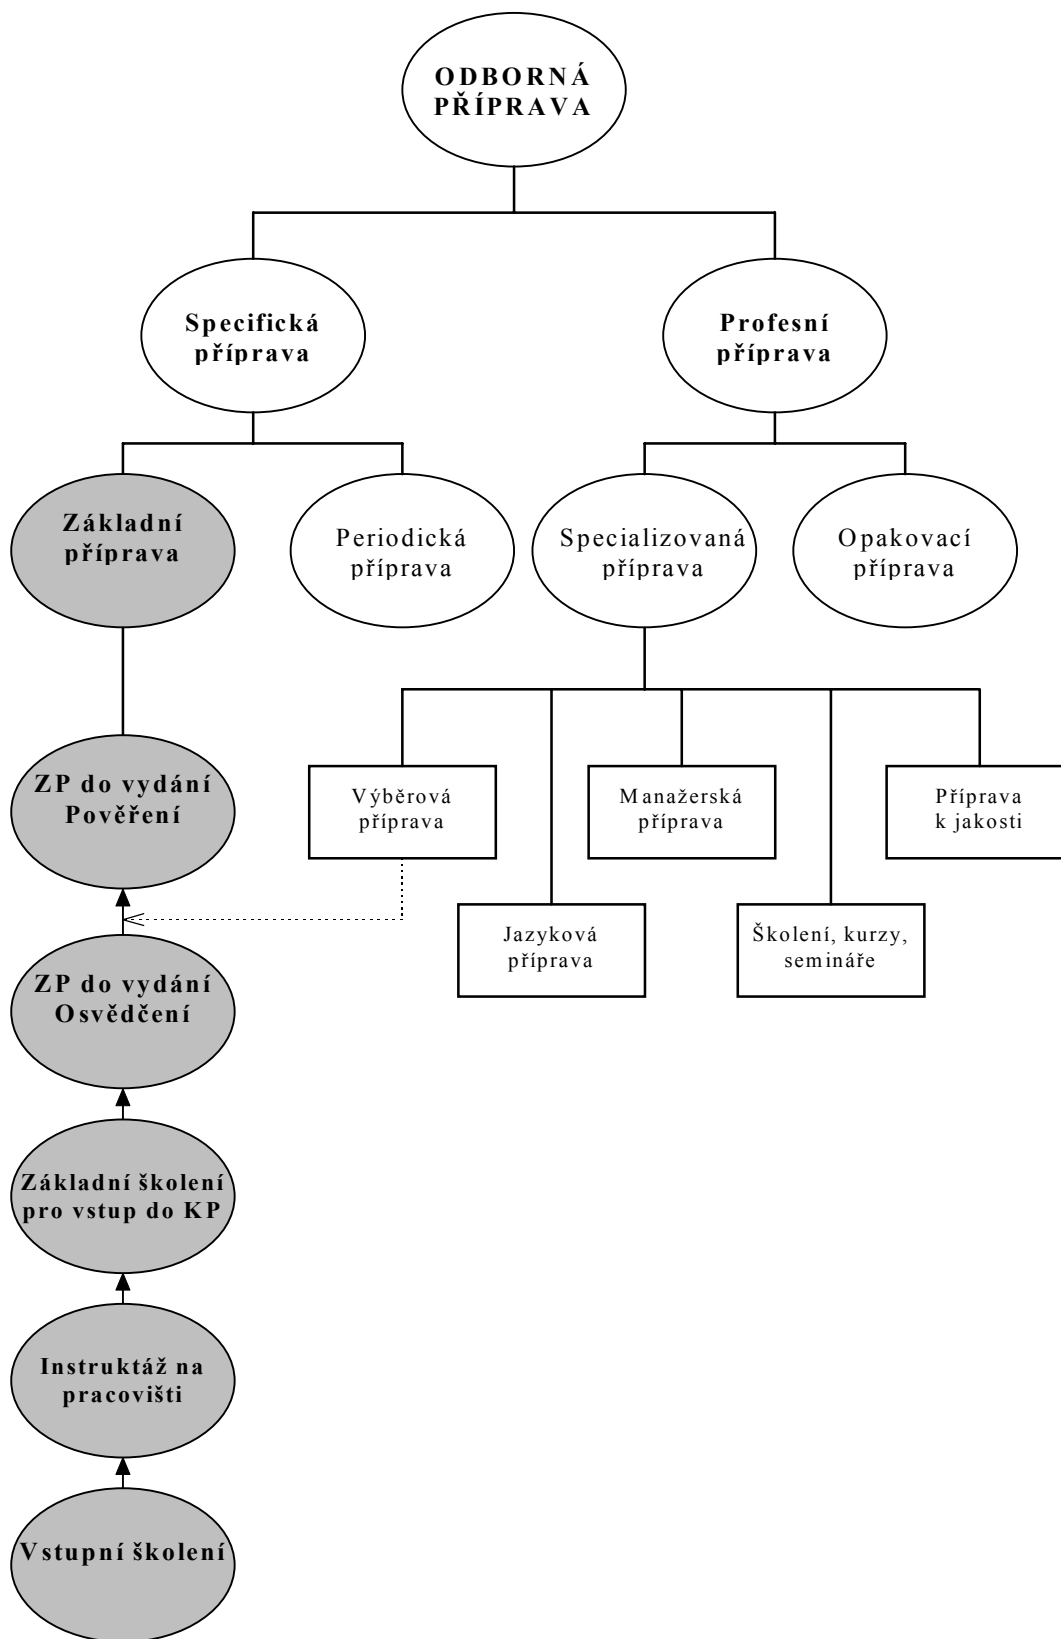 ODBORNÁ
PŘÍPRAVA
Specifická
příprava
Profesní
příprava
Základní
příprava
Periodická
příprava
Specializovaná
příprava
Opakovací
příprava
ZP do vydání
Pověření
Výběrová
příprava
Manažerská
příprava
Příprava
k jakosti
Jazyková
příprava
Školení, kurzy,
semináře
ZP do vydání
Osvědčení
Základní školení
pro vstup do KP
Instruktáž na
pracovišti
Vstupní školení